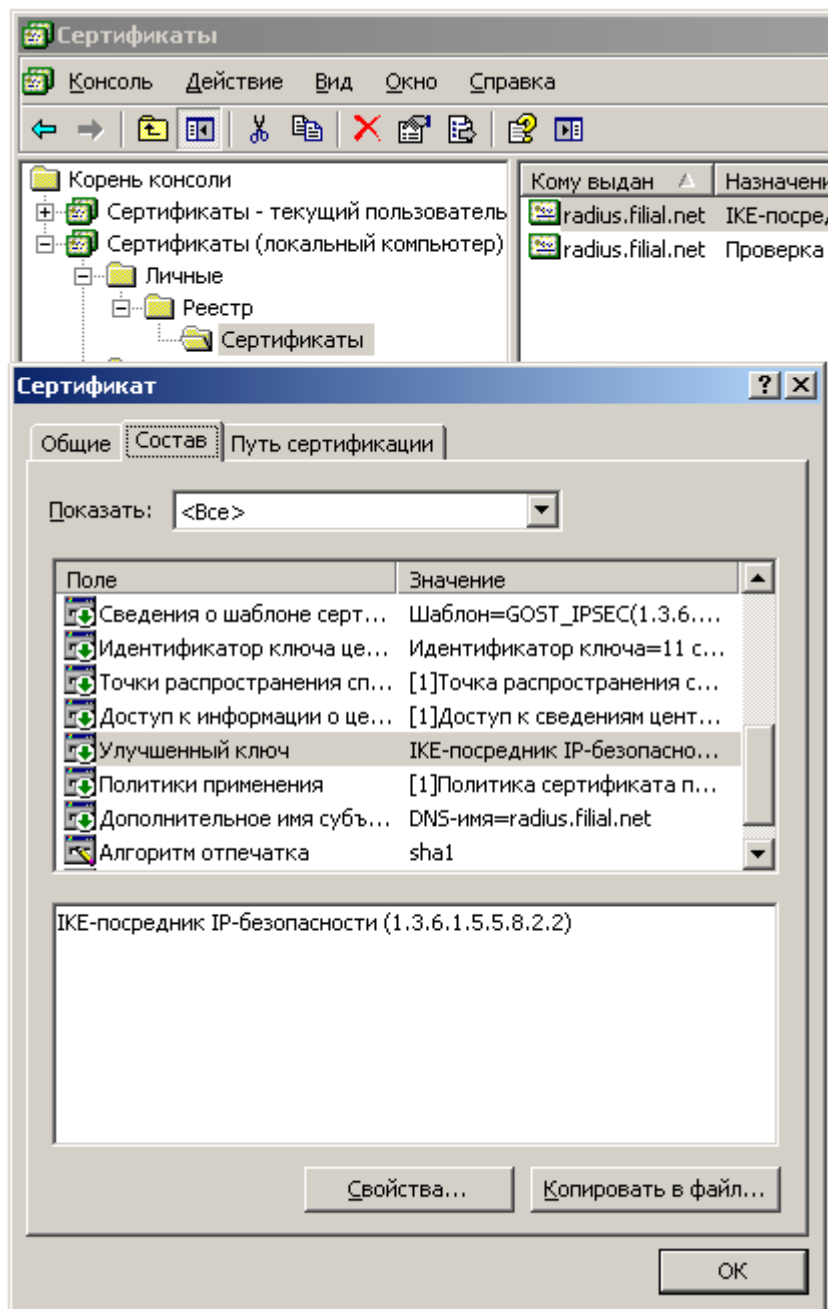 Сертификаты
Консоль Действие Вид Окно Справка
Корень консоли
Сертификаты - текущий пользователь
Сертификаты (локальный компьютер)
Личные
Реестр
Сертификаты
Кому выдан Назначени
radius.filial.net IKE-посред
radius.filial.net Проверка
Сертификат
Общие Состав Путь сертификации
Показать: <Все>
Поле Значение
Сведения о шаблоне серт... Шаблон=GOST_IPSEC(1.3.6....
Идентификатор ключа це... Идентификатор ключа=11 c...
Точки распространения сп... [1]Точка распространения с...
Доступ к информации о це... [1]Доступ к сведениям цент...
Улучшенный ключ IKE-посредник IP-безопасно...
Политики применения [1]Политика сертификата п...
Дополнительное имя субъ... DNS-имя=radius.filial.net
Алгоритм отпечатка sha1
IKE-посредник IP-безопасности (1.3.6.1.5.5.8.2.2)
Свойства... Копировать в файл...
ОК